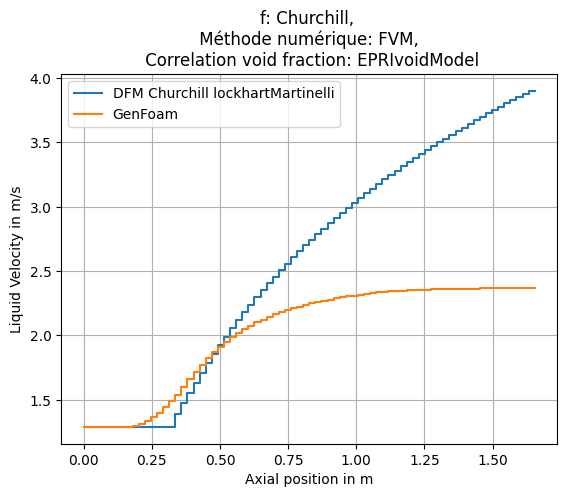 f: Churchill,
Méthode numérique: FVM,
Correlation void fraction: EPRIvoidModel
DFM Churchill lockhartMartinelli
GenFoam
Liquid Velocity in m/s
4.0
3.5
3.0
2.5
2.0
1.5
0.00 0.25 0.50 0.75 1.00 1.25 1.50
Axial position in m